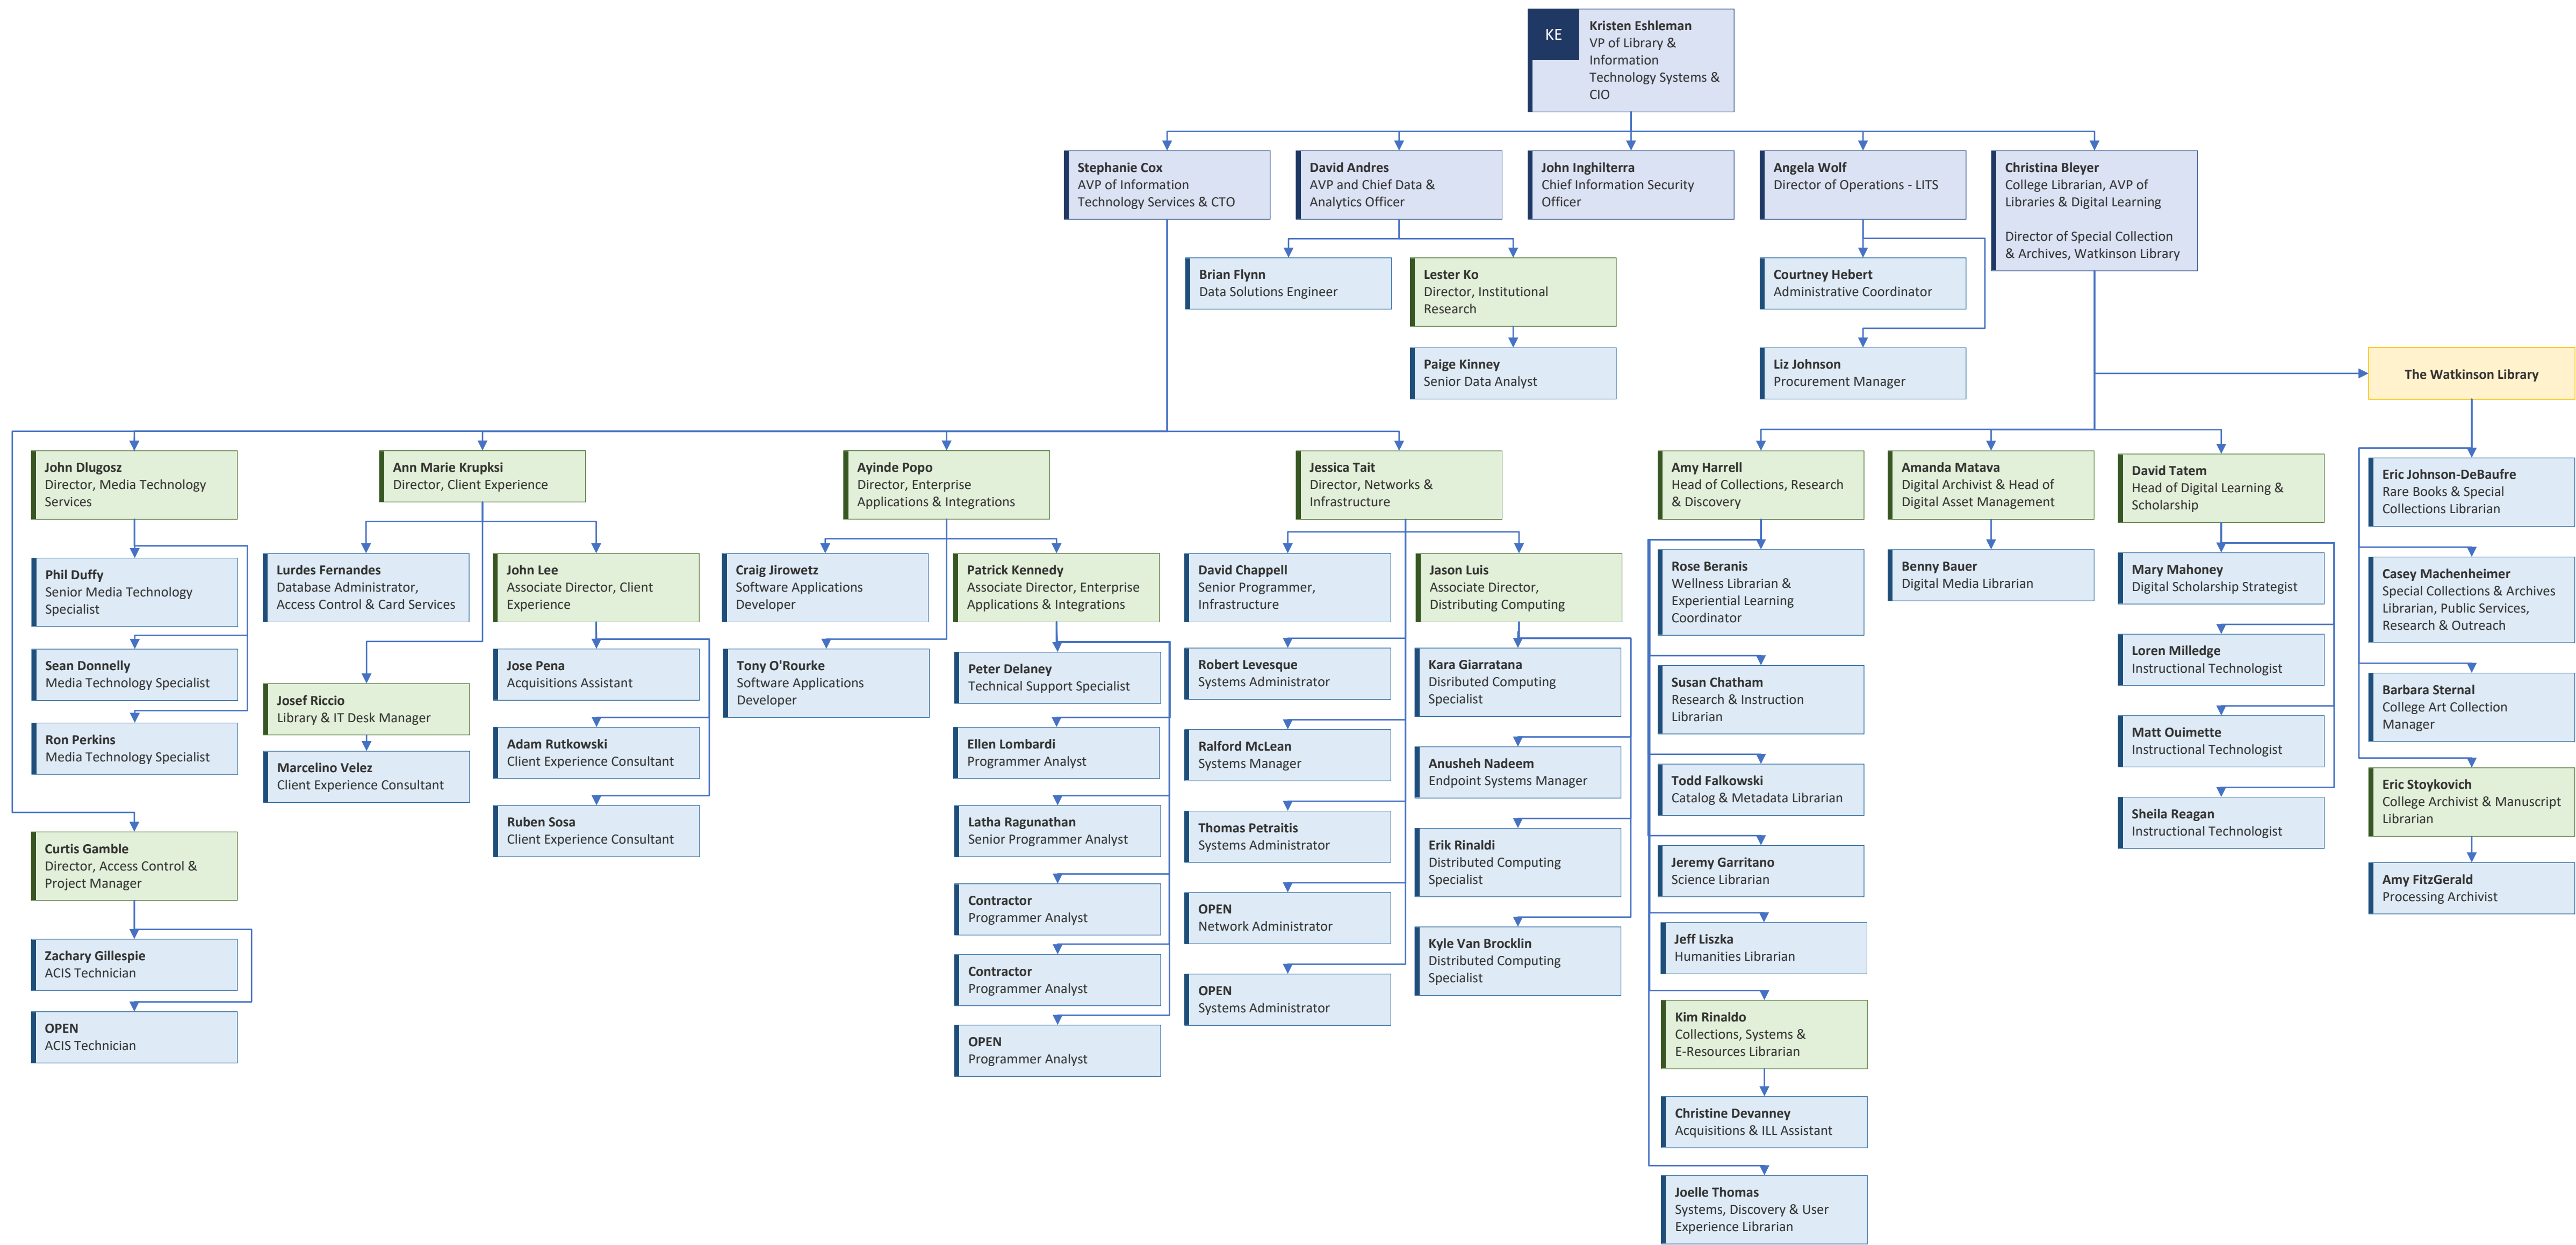 KE
Kristen Eshleman
VP of Library &
Information
Technology Systems &
CIO
Stephanie Cox
AVP of Information
Technology Services & CTO
David Andres
AVP and Chief Data &
Analytics Officer
John Inghilterra
Chief Information Security
Officer
Angela Wolf
Director of Operations - LITS
Christina Bleyer
College Librarian, AVP of
Libraries & Digital Learning
Director of Special Collection
& Archives, Watkinson Library
Brian Flynn
Data Solutions Engineer
Lester Ko
Director, Institutional
Research
Paige Kinney
Senior Data Analyst
Courtney Hebert
Administrative Coordinator
Liz Johnson
Procurement Manager
The Watkinson Library
John Dlugosz
Director, Media Technology
Services
Phil Duffy
Senior Media Technology
Specialist
Sean Donnelly
Media Technology Specialist
Ron Perkins
Media Technology Specialist
Curtis Gamble
Director, Access Control &
Project Manager
Zachary Gillespie
ACIS Technician
OPEN
ACIS Technician
Ann Marie Krupksi
Director, Client Experience
Lurdes Fernandes
Database Administrator,
Access Control & Card Services
Josef Riccio
Library & IT Desk Manager
Marcelino Velez
Client Experience Consultant
John Lee
Associate Director, Client
Experience
Jose Pena
Acquisitions Assistant
Adam Rutkowski
Client Experience Consultant
Ruben Sosa
Client Experience Consultant
Ayinde Popo
Director, Enterprise
Applications & Integrations
Craig Jirowetz
Software Applications
Developer
Tony O'Rourke
Software Applications
Developer
Patrick Kennedy
Associate Director, Enterprise
Applications & Integrations
Peter Delaney
Technical Support Specialist
Ellen Lombardi
Programmer Analyst
Latha Ragunathan
Senior Programmer Analyst
Contractor
Programmer Analyst
Contractor
Programmer Analyst
OPEN
Programmer Analyst
Jessica Tait
Director, Networks &
Infrastructure
David Chappell
Senior Programmer,
Infrastructure
Robert Levesque
Systems Administrator
Ralford McLean
Systems Manager
Thomas Petraitis
Systems Administrator
OPEN
Network Administrator
OPEN
Systems Administrator
Jason Luis
Associate Director,
Distributing Computing
Kara Giarratana
Disributed Computing
Specialist
Anusheh Nadeem
Endpoint Systems Manager
Erik Rinaldi
Distributed Computing
Specialist
Kyle Van Brocklin
Distributed Computing
Specialist
Amy Harrell
Head of Collections, Research
& Discovery
Rose Beranis
Wellness Librarian &
Experiential Learning
Coordinator
Susan Chatham
Research & Instruction
Librarian
Todd Falkowski
Catalog & Metadata Librarian
Jeremy Garritano
Science Librarian
Jeff Liszka
Humanities Librarian
Kim Rinaldo
Collections, Systems &
E-Resources Librarian
Christine Devanney
Acquisitions & ILL Assistant
Joelle Thomas
Systems, Discovery & User
Experience Librarian
Amanda Matava
Digital Archivist & Head of
Digital Asset Management
Benny Bauer
Digital Media Librarian
David Tatem
Head of Digital Learning &
Scholarship
Mary Mahoney
Digital Scholarship Strategist
Loren Milledge
Instructional Technologist
Matt Ouimette
Instructional Technologist
Sheila Reagan
Instructional Technologist
Eric Johnson-DeBaufre
Rare Books & Special
Collections Librarian
Casey Machenheimer
Special Collections & Archives
Librarian, Public Services,
Research & Outreach
Barbara Sternal
College Art Collection
Manager
Eric Stoykovich
College Archivist & Manuscript
Librarian
Amy FitzGerald
Processing Archivist